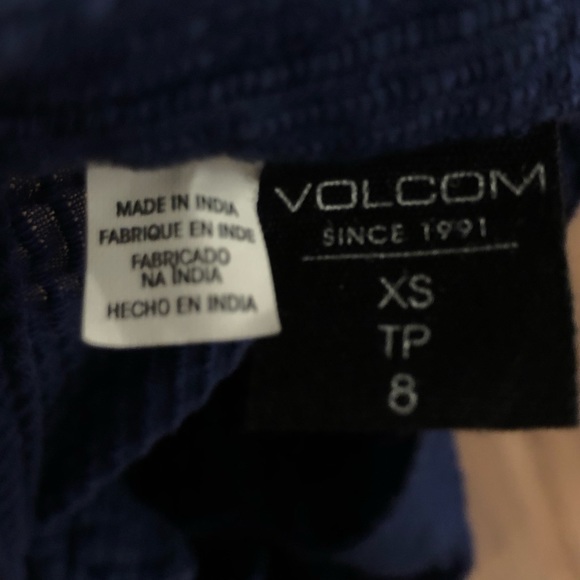 MADE IN INDIA
FABRIQUE EN INDE
FABRICADO
NA INDIA
HECHO EN INDIA
VOLCOM
SINCE 1991
XS
TP
8